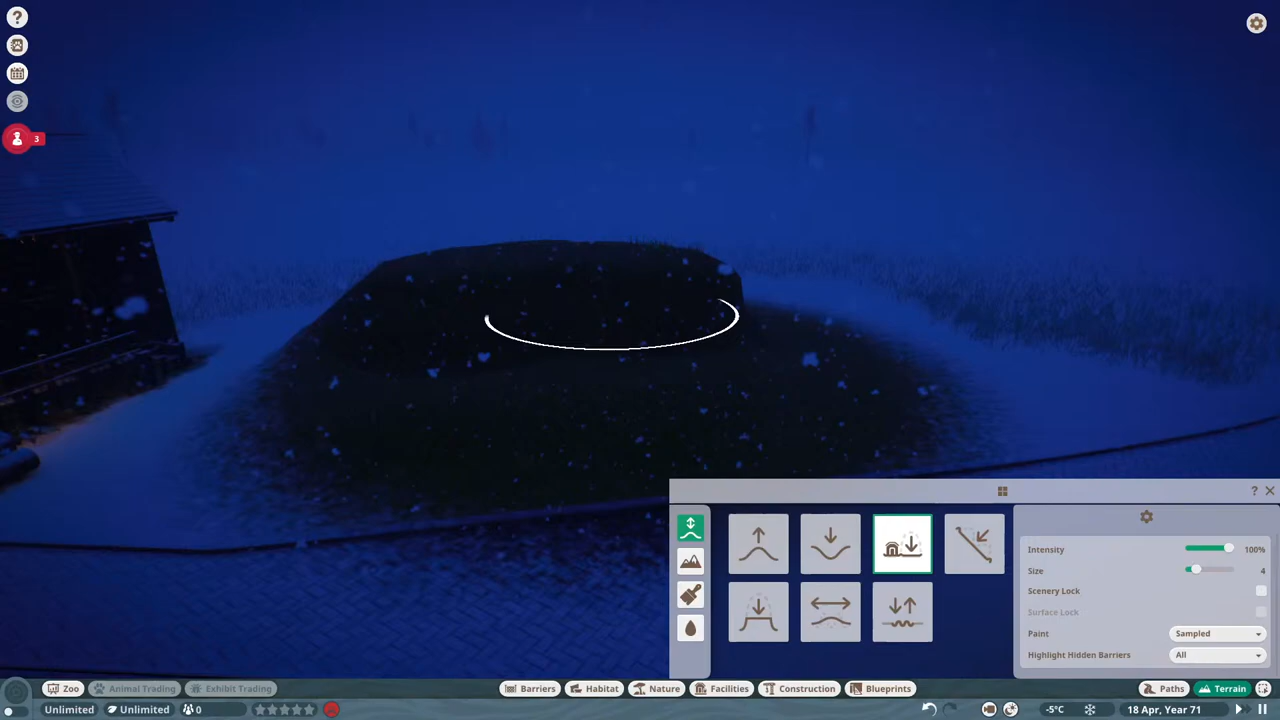 ?
3
?
Intensity 100%
Size 4
Scenery Lock
Surface Lock
Paint Sampled
Highlight Hidden Barriers All
Zoo Animal Trading Exhibit Trading Barriers Habitat Nature Facilities Construction Blueprints Paths Terrain
Unlimited Unlimited 0 -5°C 18 Apr, Year 71